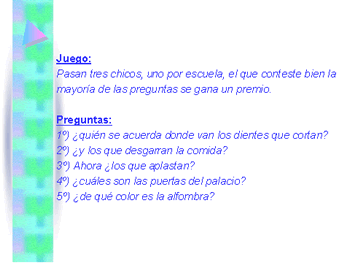 Juego:
Pasan tres chicos, uno por escuela, el que conteste bien la
mayoría de las preguntas se gana un premio.
Preguntas:
1º) ¿quién se acuerda donde van los dientes que cortan?
2º) ¿y los que desgarran la comida?
3º) Ahora ¿los que aplastan?
4º) ¿cuáles son las puertas del palacio?
5º) ¿de qué color es la alfombra?